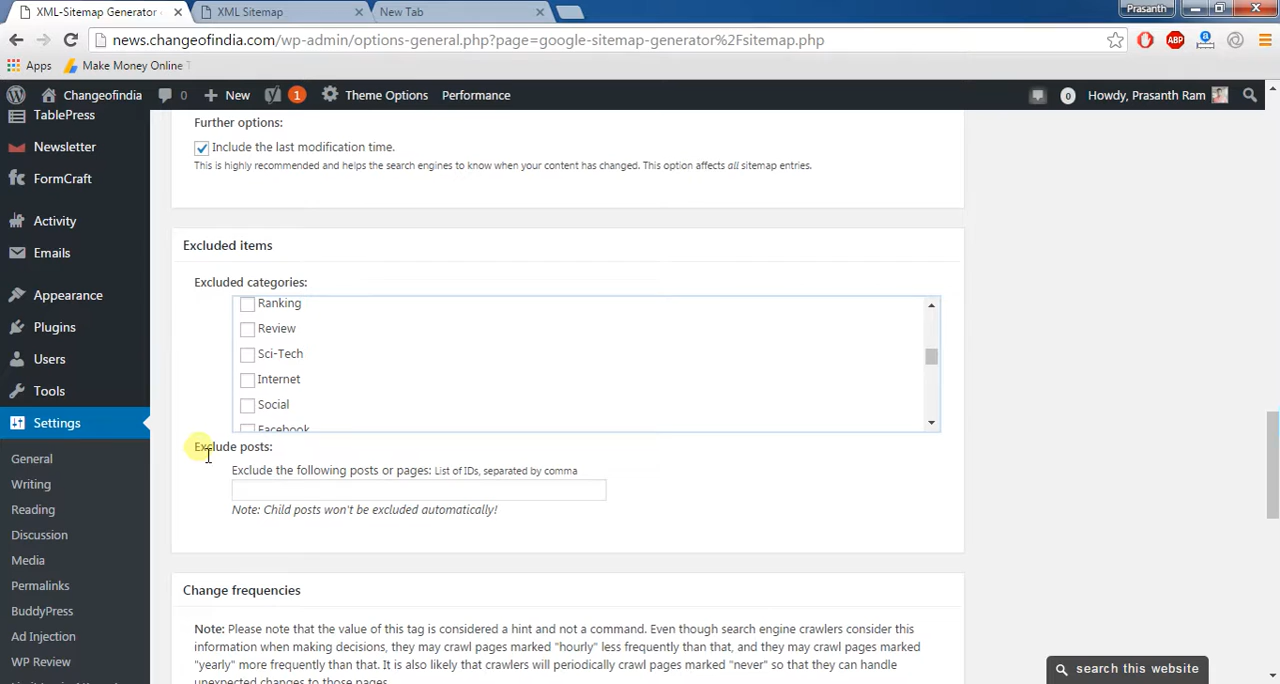 XML-Sitemap Generator
XML Sitemap
New Tab
Prasanth
news.changeofindia.com/wp-admin/options-general.php?page=google-sitemap-generator%2Fsitemap.php
ABP
Apps
Make Money Online
Changeofindia
0
New
1
Theme Options
Performance
0
Howdy, Prasanth Ram
TablePress
Newsletter
FormCraft
Activity
Emails
Appearance
Plugins
Users
Tools
Settings
General
Writing
Reading
Discussion
Media
Permalinks
BuddyPress
Ad Injection
WP Review
Further options:
Include the last modification time.
This is highly recommended and helps the search engines to know when your content has changed. This option affects all sitemap entries.
Excluded items
Excluded categories:
Ranking
Review
Sci-Tech
Internet
Social
Facebook
Exclude posts:
Exclude the following posts or pages: List of IDs, separated by comma
Note: Child posts won't be excluded automatically!
Change frequencies
Note: Please note that the value of this tag is considered a hint and not a command. Even though search engine crawlers consider this
information when making decisions, they may crawl pages marked "hourly" less frequently than that, and they may crawl pages marked
"yearly" more frequently than that. It is also likely that crawlers will periodically crawl pages marked "never" so that they can handle
unexpected changes to those pages.
search this website